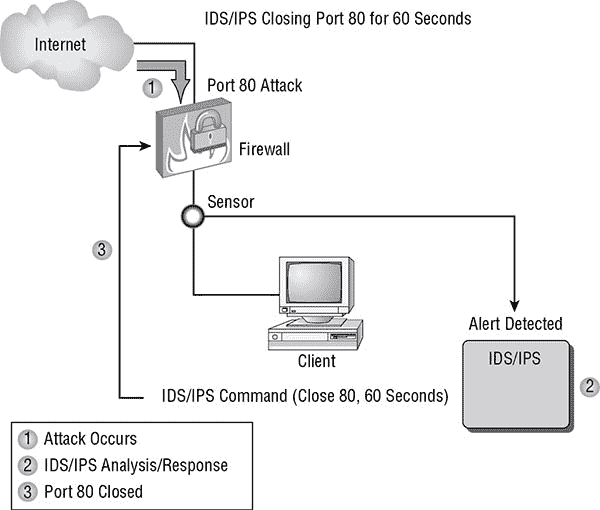 IDS/IPS Closing Port 80 for 60 Seconds
Internet
1
Port 80 Attack
Firewall
Sensor
3
Client
Alert Detected
IDS/IPS
2
IDS/IPS Command (Close 80, 60 Seconds)
1 Attack Occurs
2 IDS/IPS Analysis/Response
3 Port 80 Closed